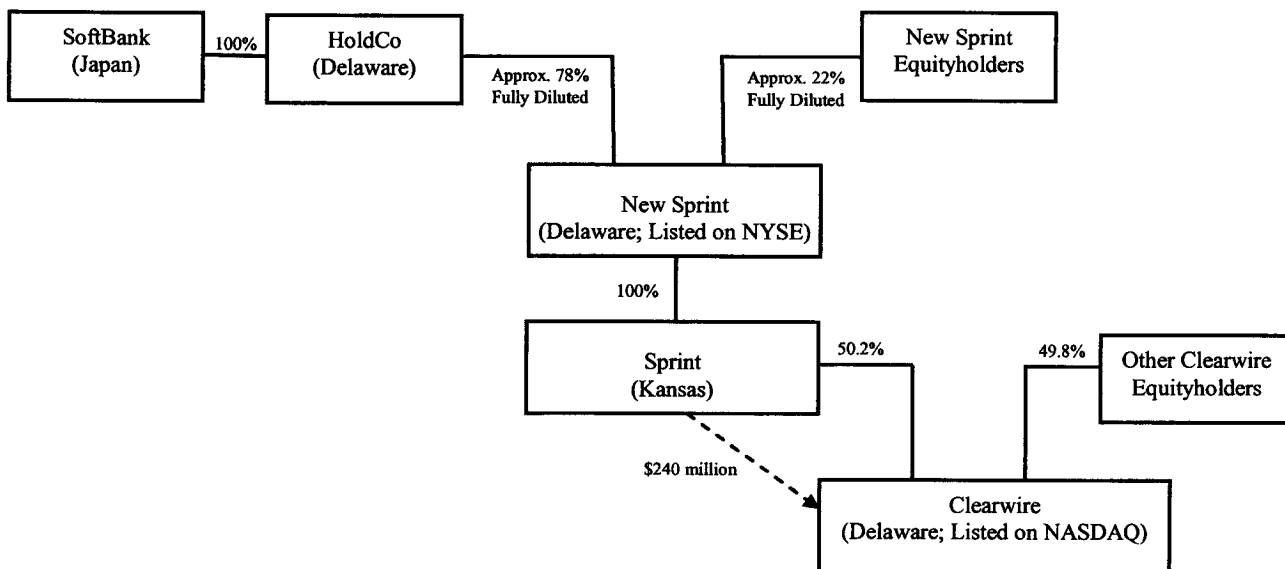 SoftBank
(Japan)
100%
HoldCo
(Delaware)
Approx. 78%
Fully Diluted
New Sprint
Equityholders
Approx. 22%
Fully Diluted
New Sprint
(Delaware; Listed on NYSE)
100%
Sprint
(Kansas)
50.2%
49.8%
Other Clearwire
Equityholders
$240 million
Clearwire
(Delaware; Listed on NASDAQ)